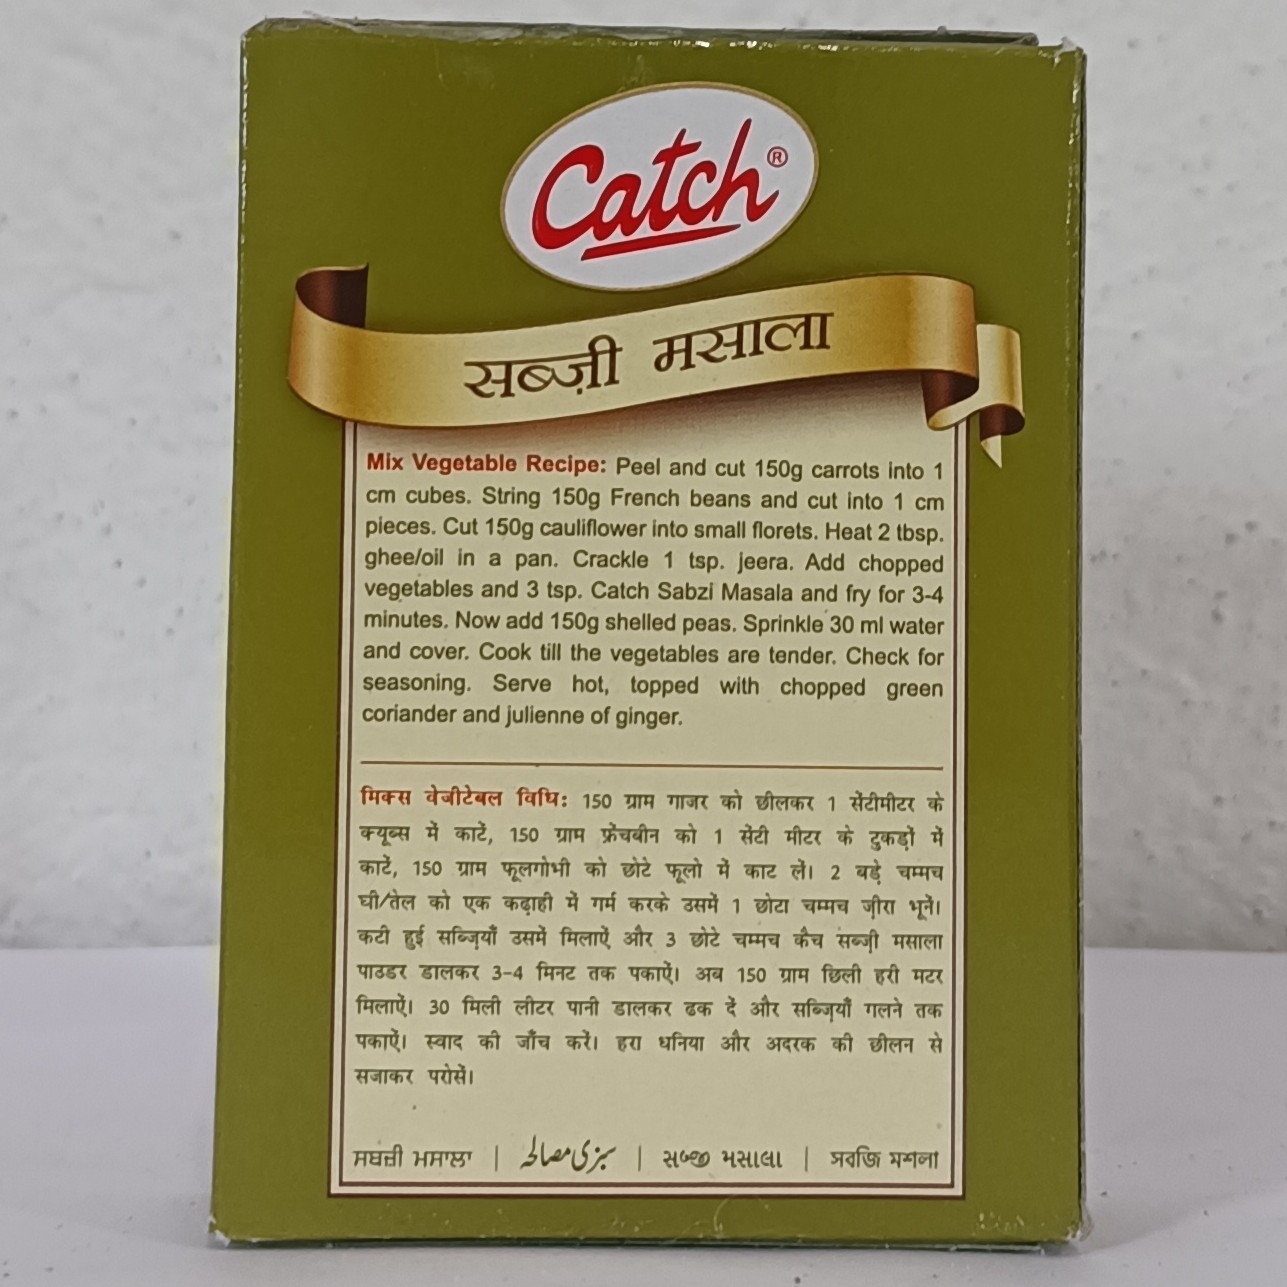 Catch®
सब्ज़ी मसाला
Mix Vegetable Recipe: Peel and cut 150g carrots into 1
cm cubes. String 150g French beans and cut into 1 cm
pieces. Cut 150g cauliflower into small florets. Heat 2 tbsp.
ghee/oil in a pan. Crackle 1 tsp. jeera. Add chopped
vegetables and 3 tsp. Catch Sabzi Masala and fry for 3-4
minutes. Now add 150g shelled peas. Sprinkle 30 ml water
and cover. Cook till the vegetables are tender. Check for
seasoning. Serve hot, topped with chopped green
coriander and julienne of ginger.
मिक्स वेजीटेबल विधि: 150 ग्राम गाजर को छीलकर 1 सेंटीमीटर के
क्यूब्स में काटें, 150 ग्राम फ्रेंचबीन को 1 सेंटी मीटर के टुकड़ों में
काटें, 150 ग्राम फूलगोभी को छोटे फूलो में काट लें। 2 बड़े चम्मच
घी/तेल को एक कढ़ाही में गर्म करके उसमें 1 छोटा चम्मच ज़ीरा भूनें।
कटी हुई सब्ज़ियाँ उसमें मिलाऐं और 3 छोटे चम्मच कैच सब्ज़ी मसाला
पाउडर डालकर 3-4 मिनट तक पकाऐं। अब 150 ग्राम छिली हरी मटर
मिलाऐं। 30 मिली लीटर पानी डालकर ढक दें और सब्ज़ियाँ गलने तक
पकाऐं। स्वाद की जाँच करें। हरा धनिया और अदरक की छीलन से
सजाकर परोसें।
ਸਬਜ਼ੀ ਮਸਾਲਾ | سبزی مصالحہ | સબ્જી મસાલા | সবজি মশলা